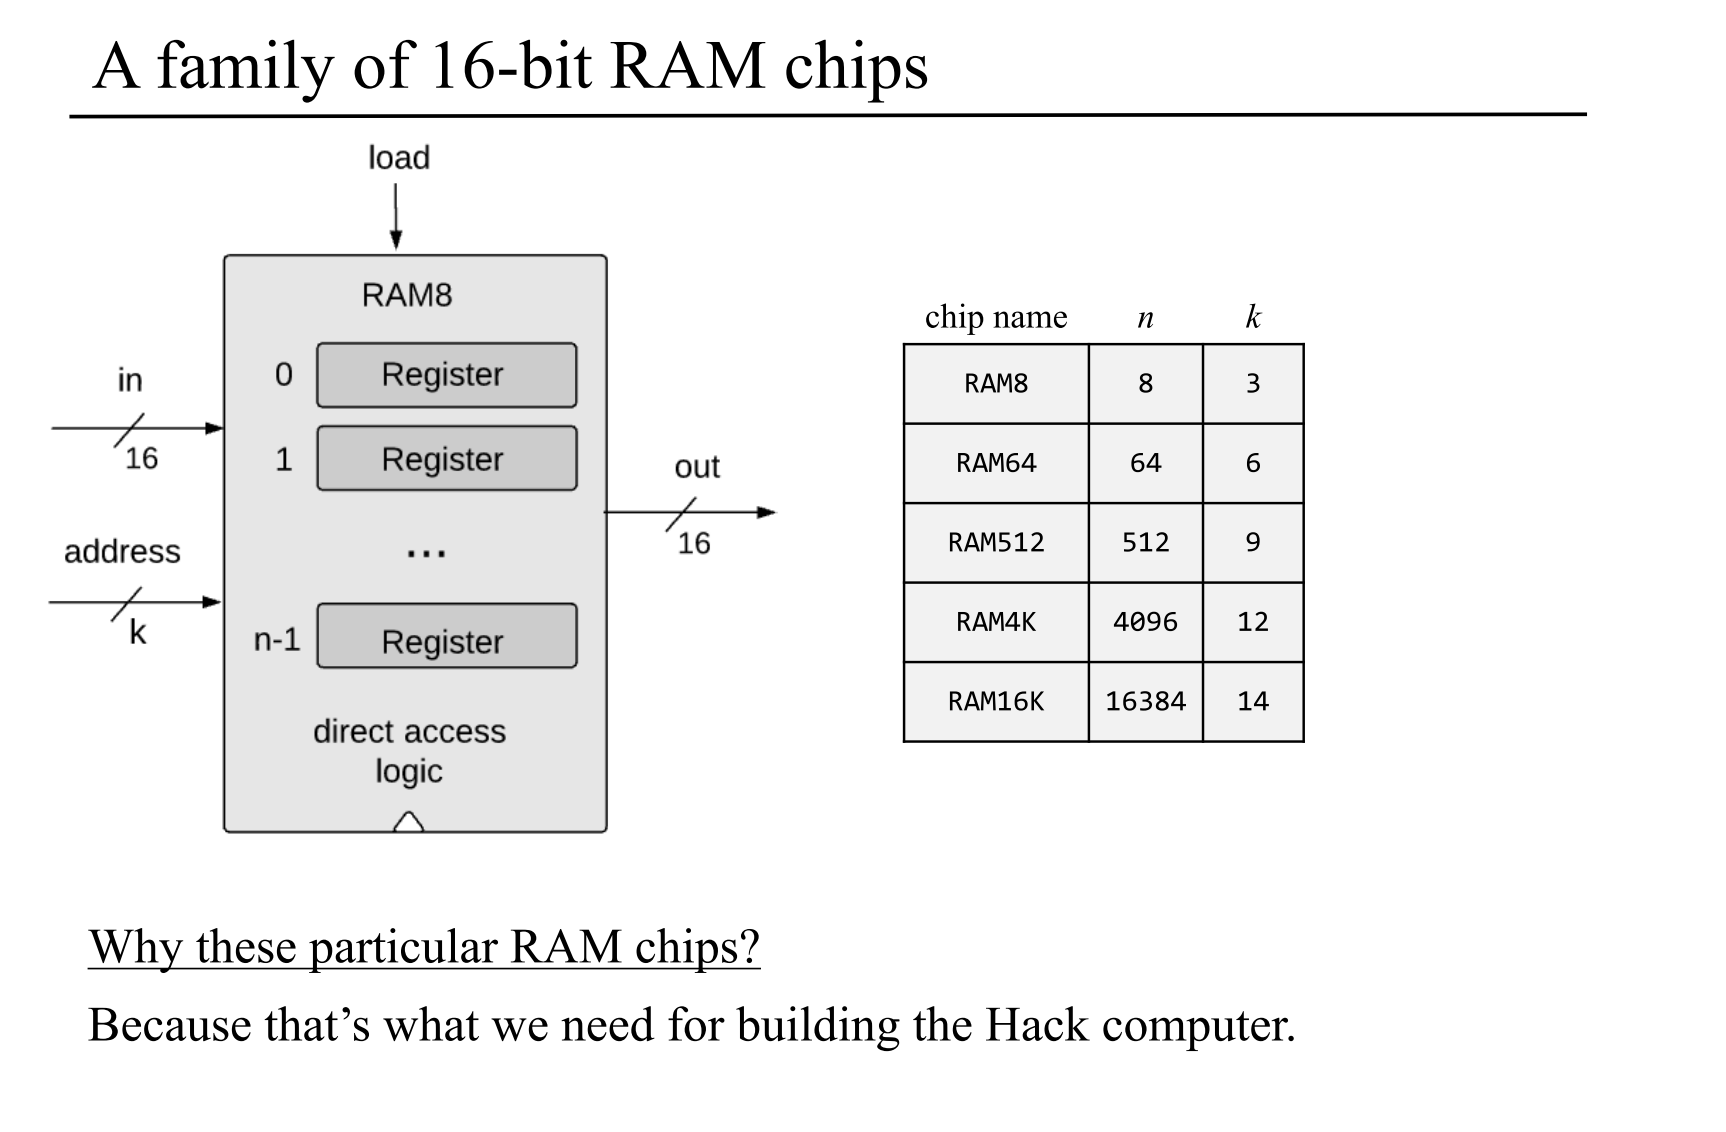 A family of 16-bit RAM chips
load
RAM8
0 Register
in
16
1 Register
out
16
address
k
...
n-1 Register
direct access
logic
chip name n k
RAM8 8 3
RAM64 64 6
RAM512 512 9
RAM4K 4096 12
RAM16K 16384 14
Why these particular RAM chips?
Because that’s what we need for building the Hack computer.